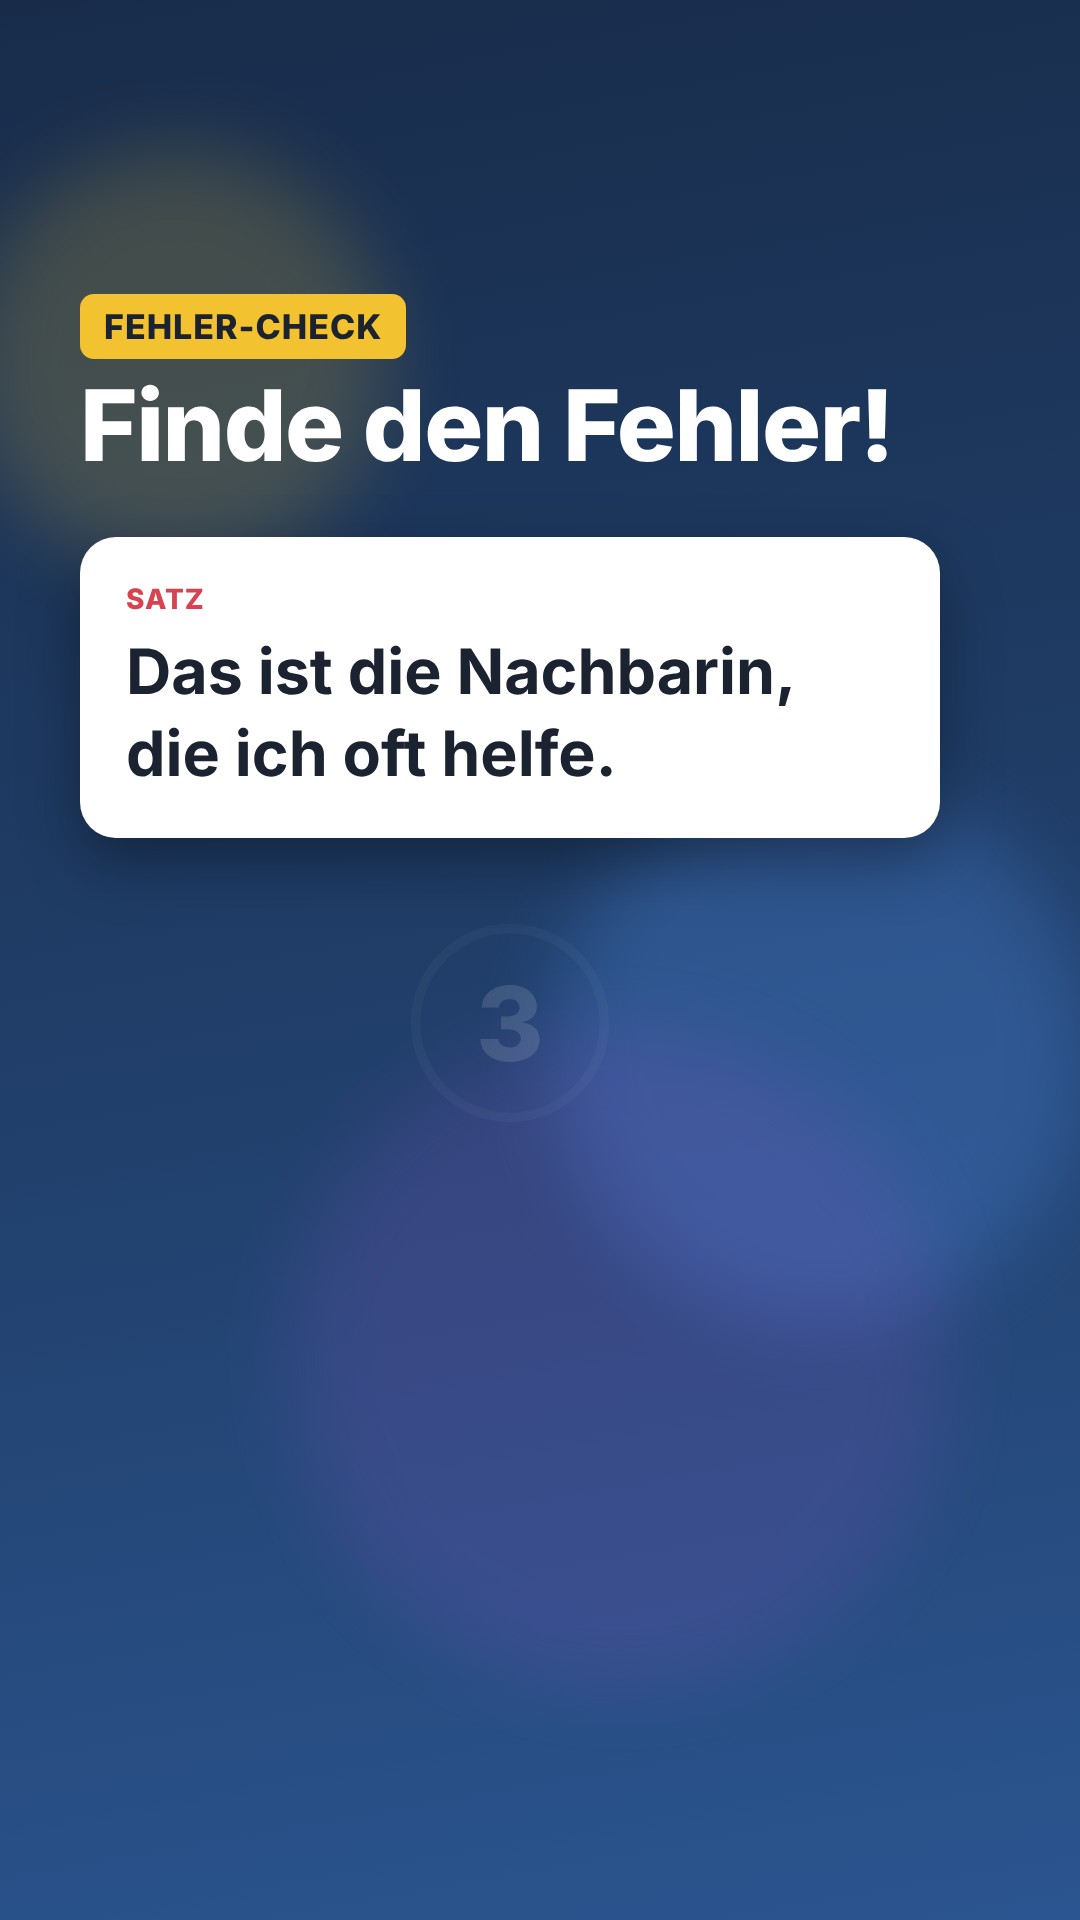 FEHLER-CHECK
Finde den Fehler!
SATZ
Das ist die Nachbarin,
die ich oft helfe.
3